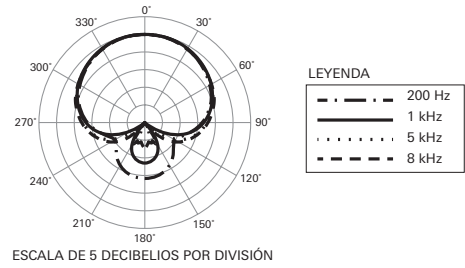 0˚
330˚
30˚
300˚
60˚
270˚
90˚
240˚
120˚
210˚
150˚
180˚
ESCALA DE 5 DECIBELIOS POR DIVISIÓN
LEYENDA
200 Hz
1 kHz
5 kHz
8 kHz